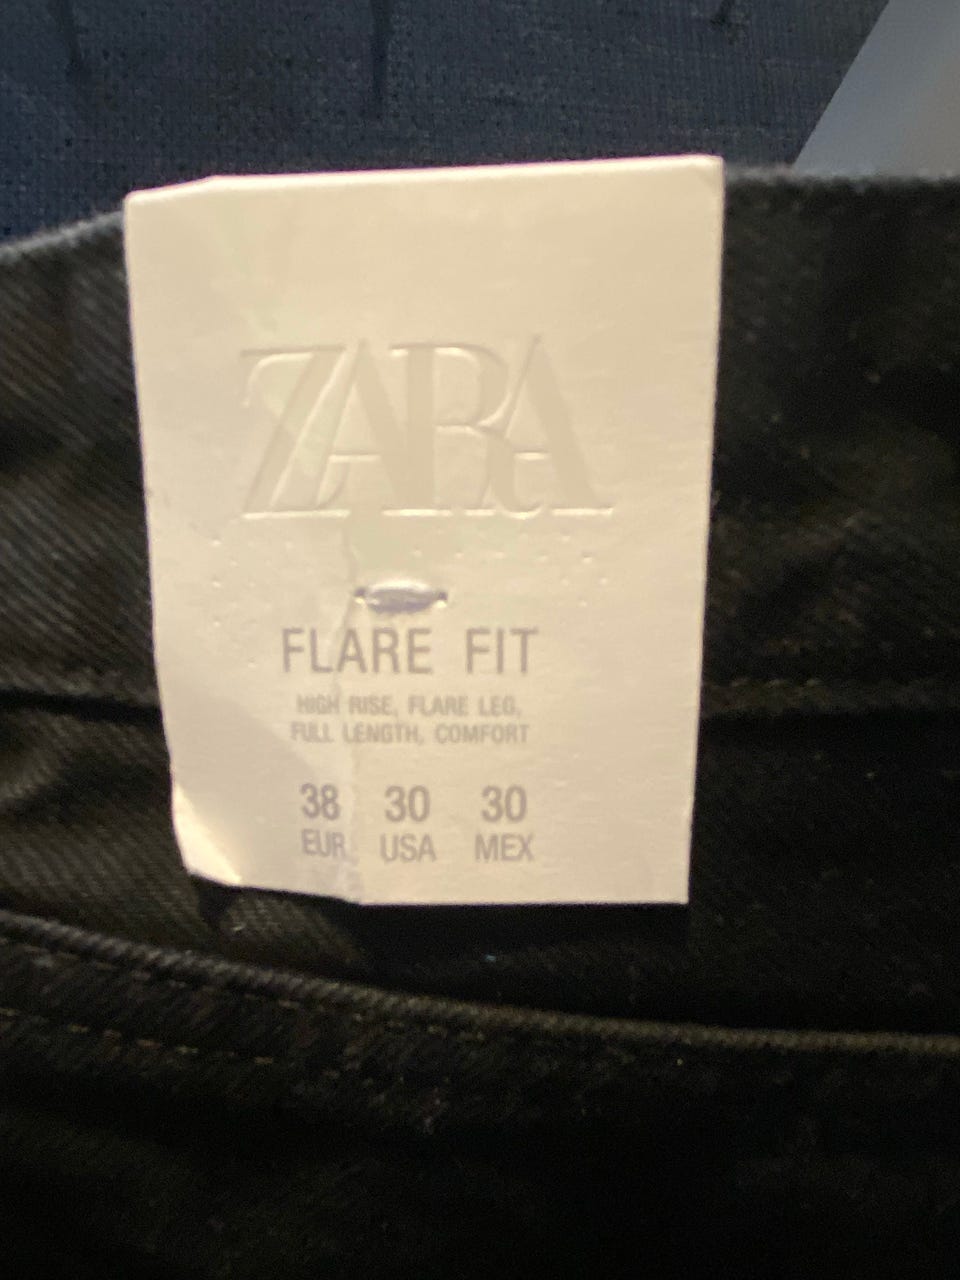 ZARA
FLARE FIT
HIGH RISE, FLARE LEG,
FULL LENGTH, COMFORT
38 30 30
EUR USA MEX